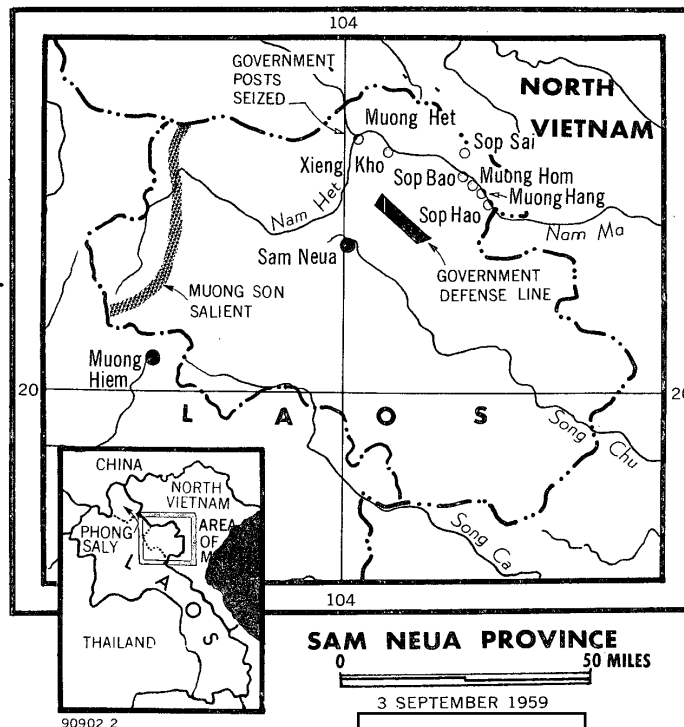 104
GOVERNMENT
POSTS
SEIZED
NORTH
VIETNAM
Muong Het
Sop Sai
Xieng Kho
Sop Bao
Muong Hom
Muong Hang
Nam Het
Sop Hao
Nam Ma
Sam Neua
GOVERNMENT
DEFENSE LINE
MUONG SON
SALIENT
Muong
Hiem
20
20
L A O S
Song Chu
Song Ca
CHINA
NORTH
VIETNAM
PHONG
SALY
AREA
OF
L A O S
THAILAND
104
SAM NEUA PROVINCE
0 50 MILES
3 SEPTEMBER 1959
90902 2